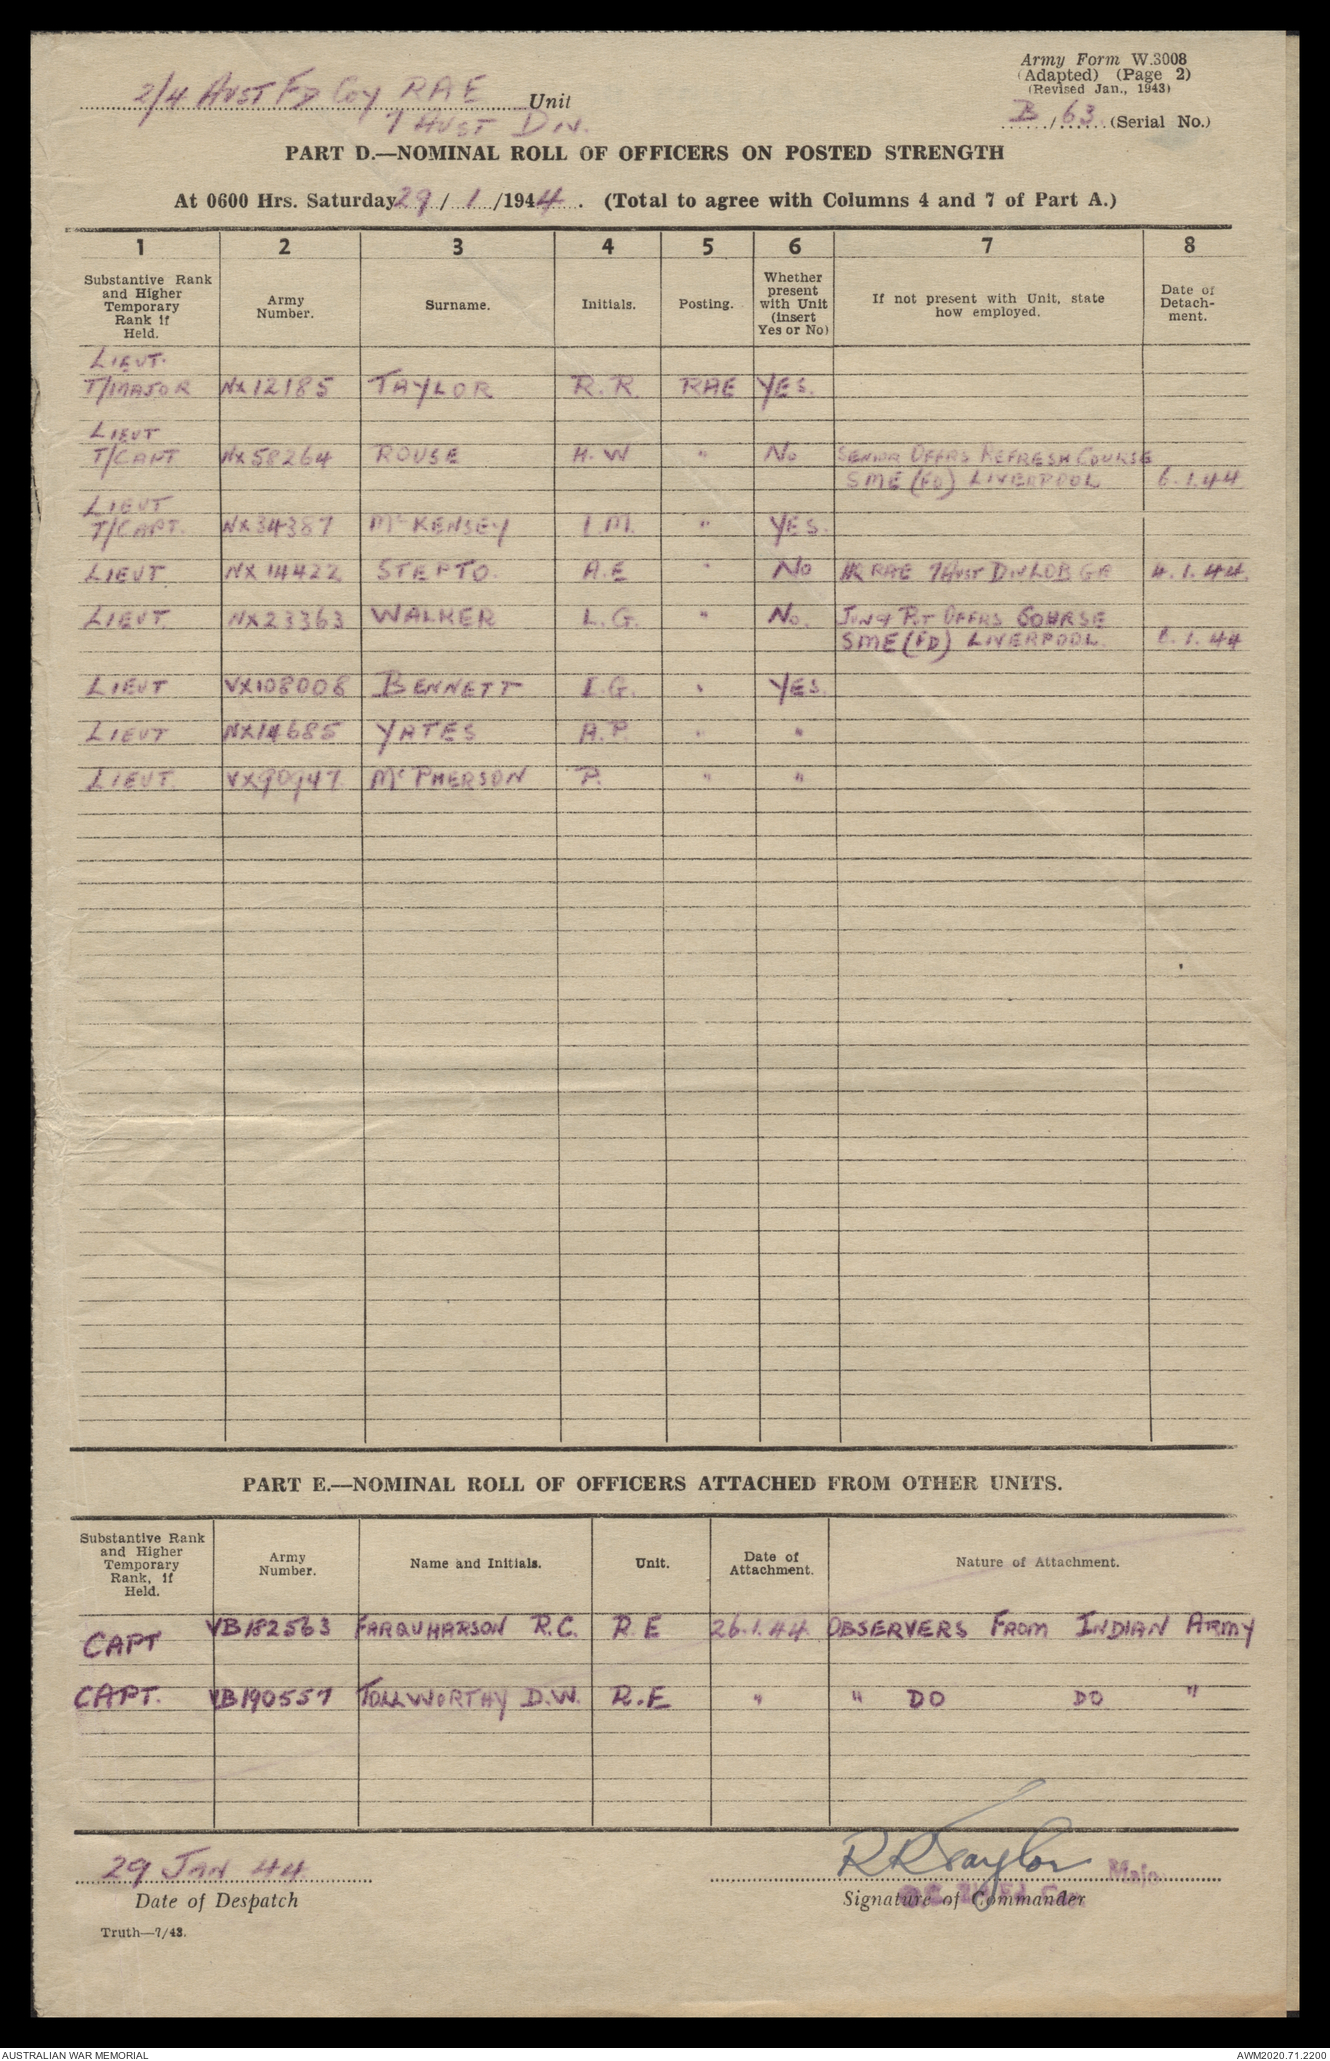 Army Form W.3008
(Adapted) (Page 2)
(Revised Jan., 1943)
2/4 AUST FD COY RAE Unit
7 AUST DIV.
B / 63 (Serial No.)
PART D.—NOMINAL ROLL OF OFFICERS ON POSTED STRENGTH
At 0600 Hrs. Saturday 29 / 1 /1944. (Total to agree with Columns 4 and 7 of Part A.)
1 2 3 4 5 6 7 8
Substantive Rank and Higher Temporary Rank if Held. Army Number. Surname. Initials. Posting. Whether present with Unit (insert Yes or No) If not present with Unit, state how employed. Date of Detachment.
LIEUT.
T/MAJOR NX12185 TAYLOR R.R. RAE YES.
LIEUT
T/CAPT NX58264 ROUSE H.W " NO SENIOR OFFRS REFRESH COURSE
SME (FD) LIVERPOOL 6.1.44
LIEUT
T/CAPT. NX34387 McKENSEY I.M. " YES.
LIEUT NX14422 STEPTO. A.E " NO HQ RAE 7 AUST DIV LOB 4.1.44.
LIEUT. NX23363 WALKER L.G. " NO. OFFRS COURSE
SME (FD) LIVERPOOL. 6.1.44
LIEUT VX108008 BENNETT I.G. " YES.
LIEUT NX14685 YATES A.P. " "
LIEUT. VX90947 McPHERSON P. " "
PART E.—NOMINAL ROLL OF OFFICERS ATTACHED FROM OTHER UNITS.
Substantive Rank and Higher Temporary Rank, if Held. Army Number. Name and Initials. Unit. Date of Attachment. Nature of Attachment.
CAPT VB182563 FARQUHARSON R.C. R.E 26.1.44 OBSERVERS FROM INDIAN ARMY
CAPT. VB190557 TOLLWORTHY D.W. R.E " " DO DO "
29 JAN 44
Date of Despatch
RRTaylor Major
Signature of Commander
Truth—7/43.
AUSTRALIAN WAR MEMORIAL
AWM2020.71.2200